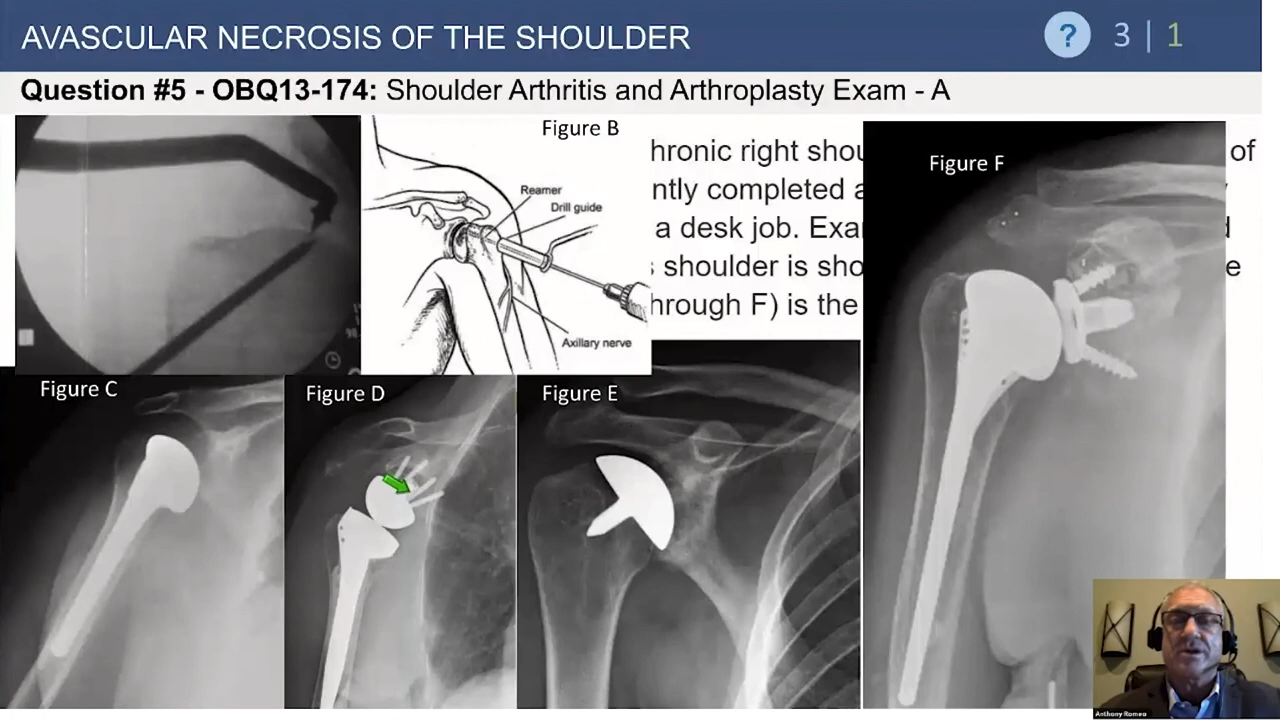 AVASCULAR NECROSIS OF THE SHOULDER
? 3 | 1
Question #5 - OBQ13-174: Shoulder Arthritis and Arthroplasty Exam - A
Figure B
Reamer
Drill guide
Axillary nerve
hronic right shou
of
ntly completed a
a desk job. Exa
shoulder is sho
e
hrough F) is the
Figure F
Figure C
Figure D
Figure E
Anthony Romeo